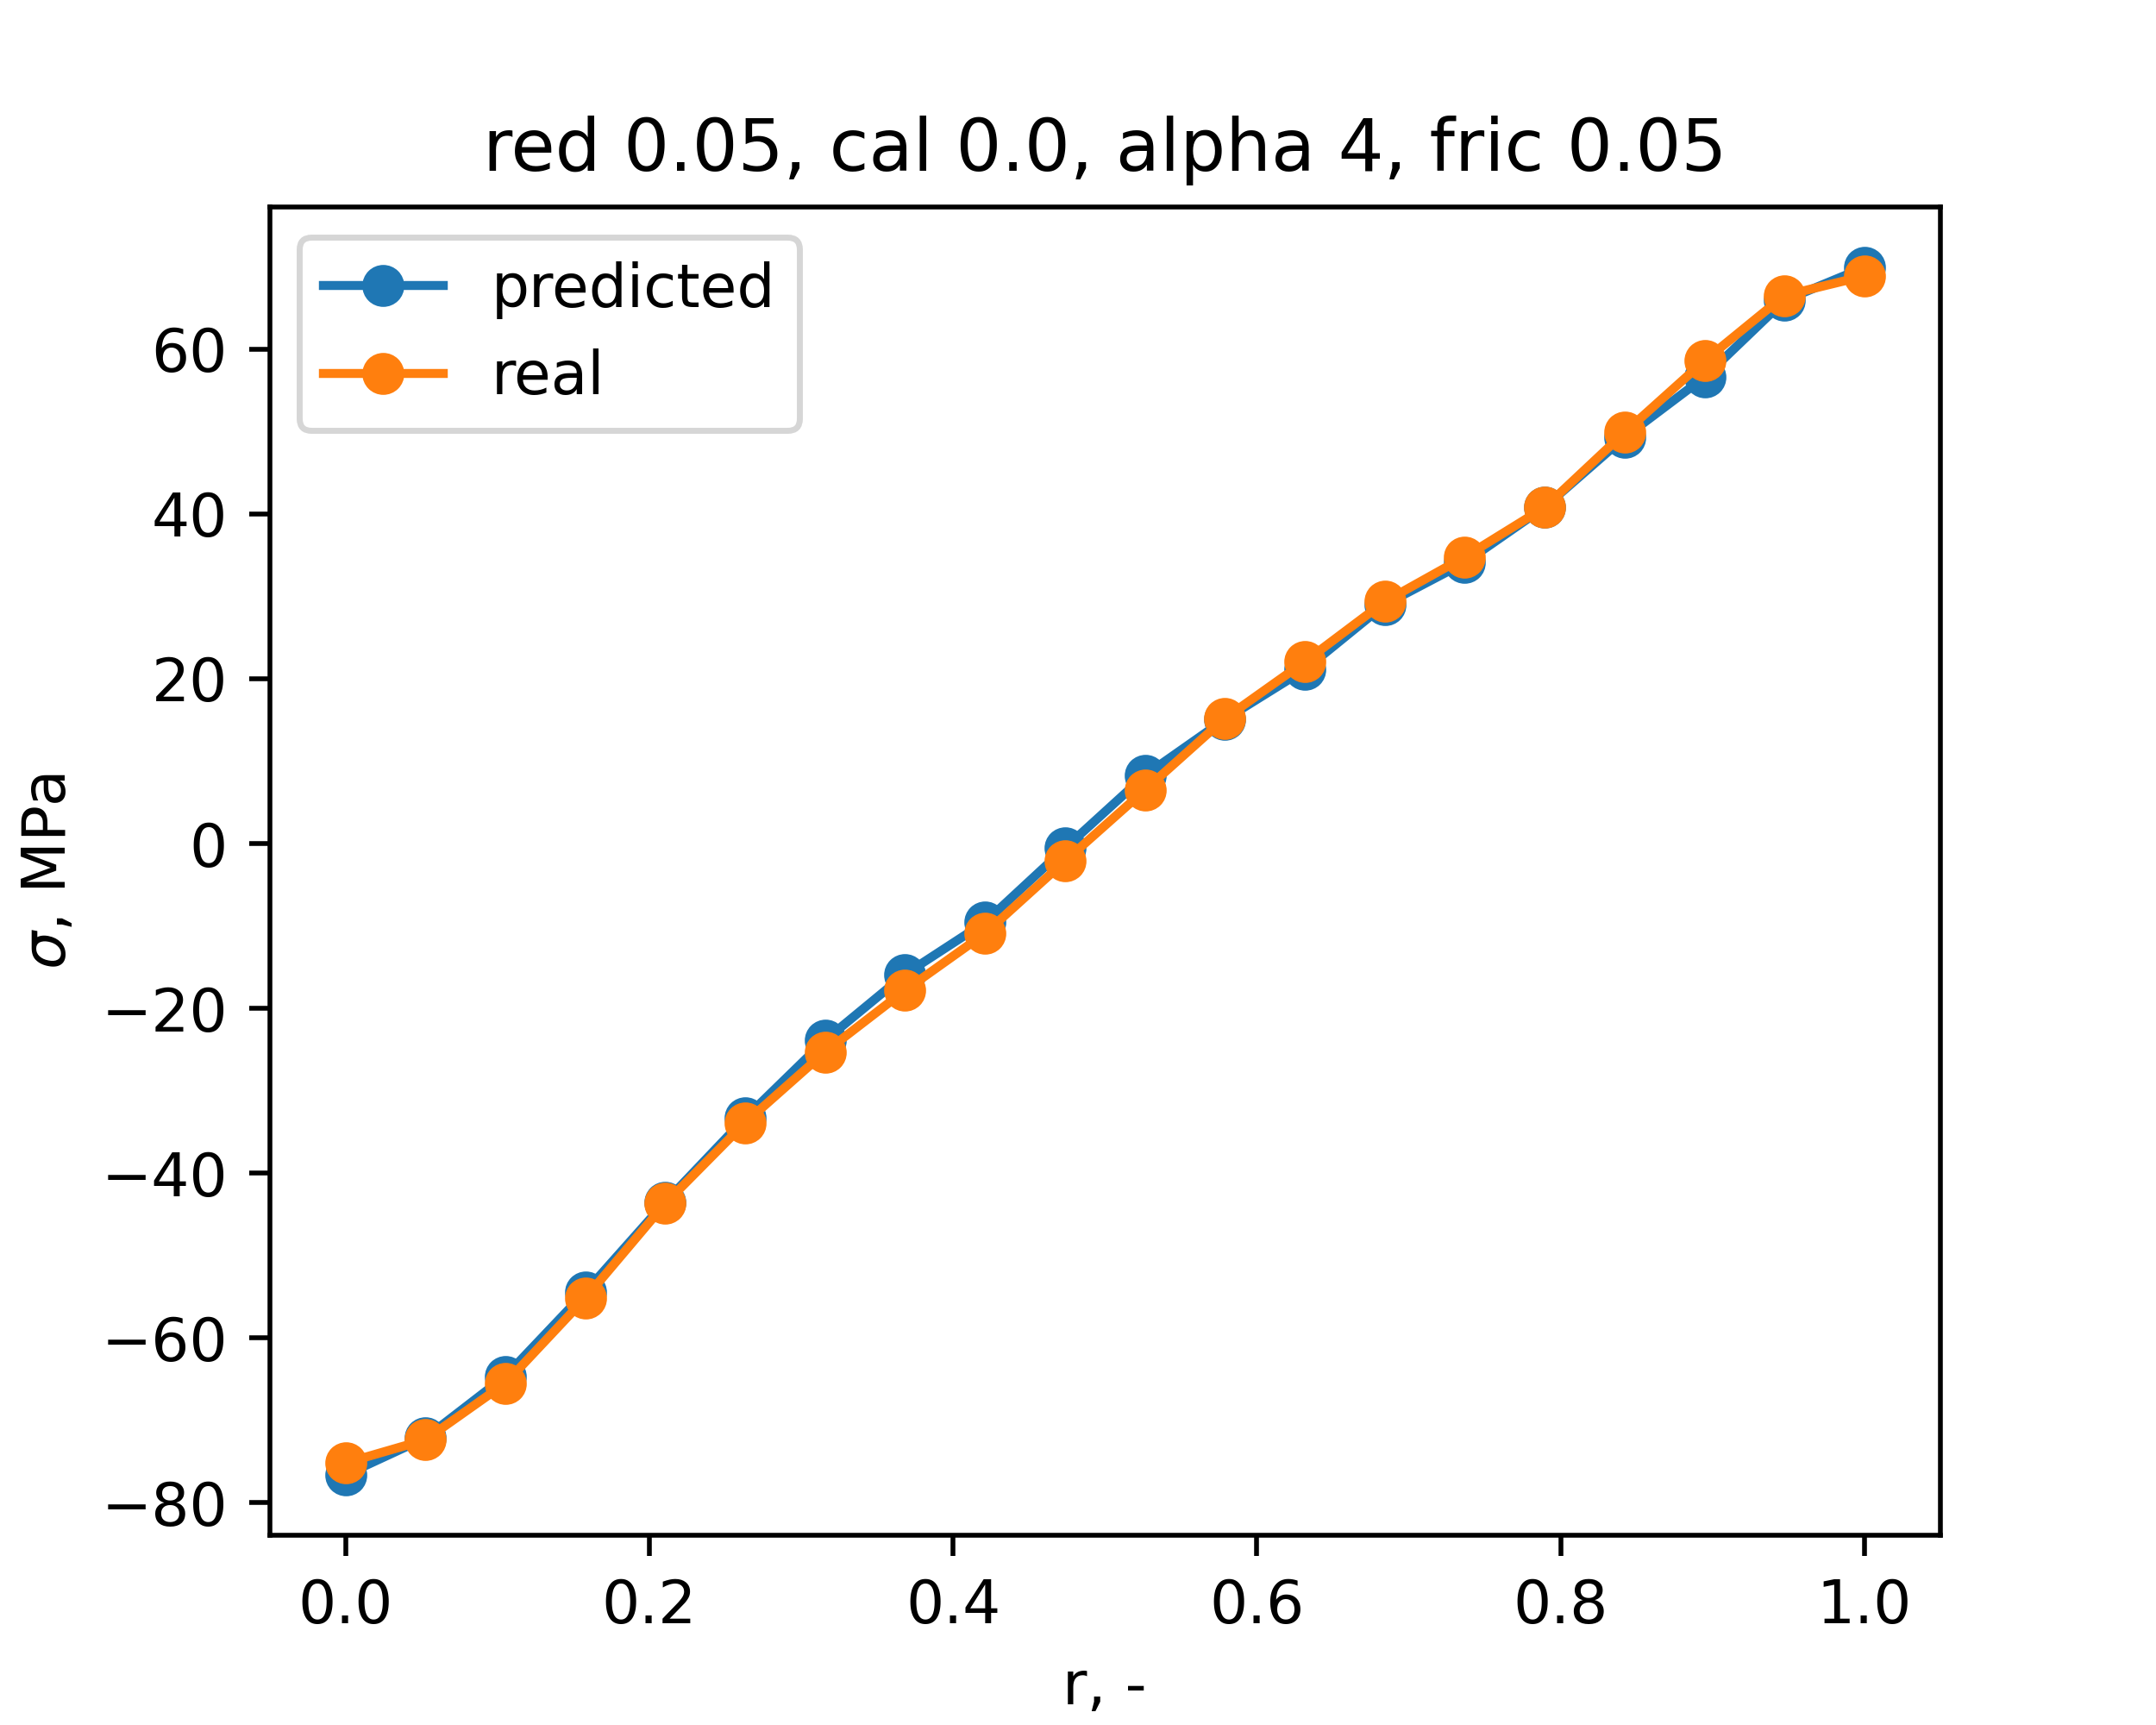 red 0.05, cal 0.0, alpha 4, fric 0.05
predicted
real
60
40
20
0
−20
−40
−60
−80
σ, MPa
0.0 0.2 0.4 0.6 0.8 1.0
r, -